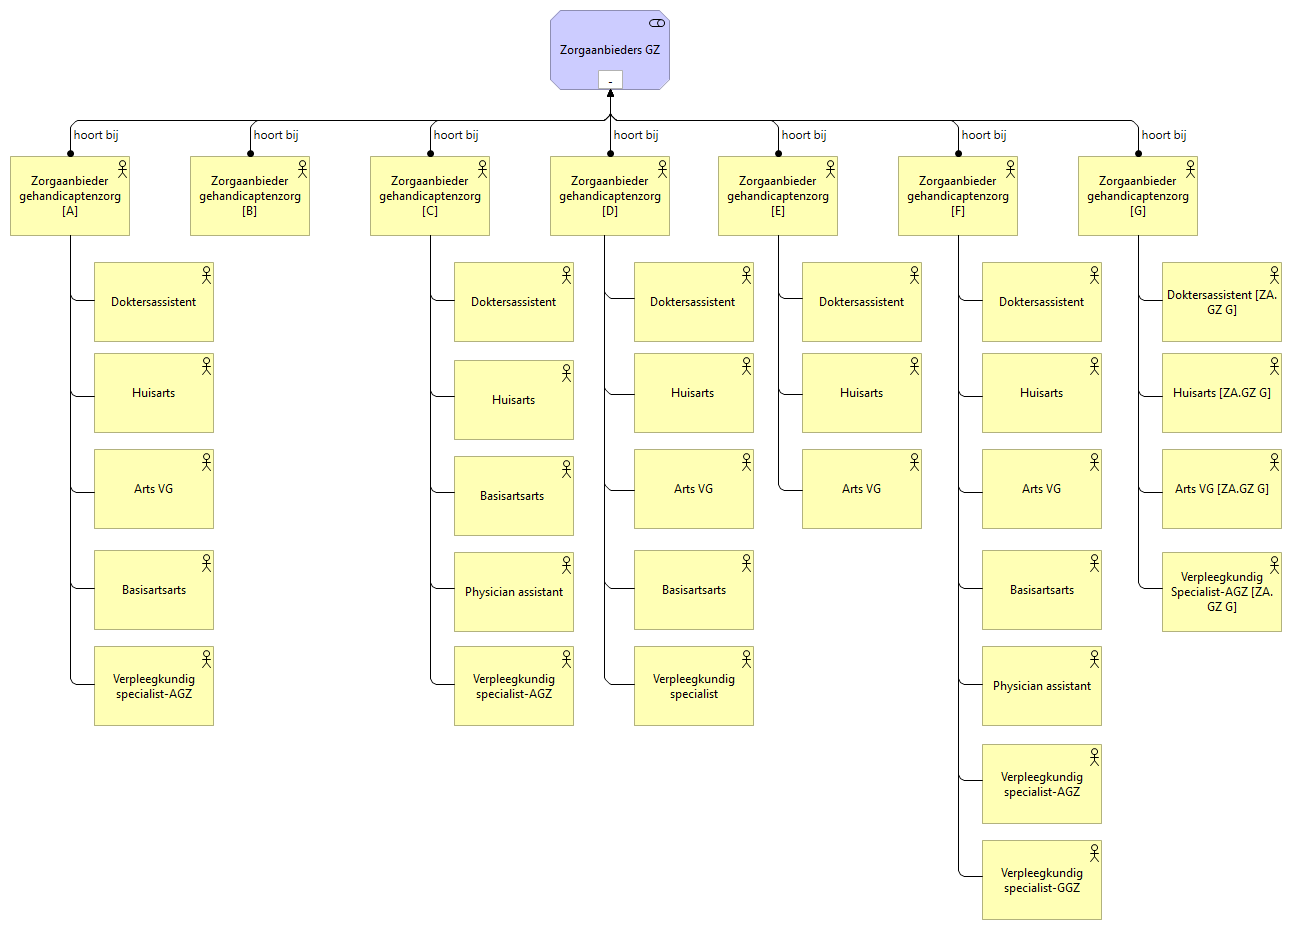 Zorgaanbieders GZ
-
hoort bij
hoort bij
hoort bij
hoort bij
hoort bij
hoort bij
hoort bij
Zorgaanbieder
gehandicaptenzorg
[A]
Zorgaanbieder
gehandicaptenzorg
[B]
Zorgaanbieder
gehandicaptenzorg
[C]
Zorgaanbieder
gehandicaptenzorg
[D]
Zorgaanbieder
gehandicaptenzorg
[E]
Zorgaanbieder
gehandicaptenzorg
[F]
Zorgaanbieder
gehandicaptenzorg
[G]
Doktersassistent
Huisarts
Arts VG
Basisartsarts
Verpleegkundig
specialist-AGZ
Doktersassistent
Huisarts
Basisartsarts
Physician assistant
Verpleegkundig
specialist-AGZ
Doktersassistent
Huisarts
Arts VG
Basisartsarts
Verpleegkundig
specialist
Doktersassistent
Huisarts
Arts VG
Doktersassistent
Huisarts
Arts VG
Basisartsarts
Physician assistant
Verpleegkundig
specialist-AGZ
Verpleegkundig
specialist-GGZ
Doktersassistent [ZA.
GZ G]
Huisarts [ZA.GZ G]
Arts VG [ZA.GZ G]
Verpleegkundig
Specialist-AGZ [ZA.
GZ G]